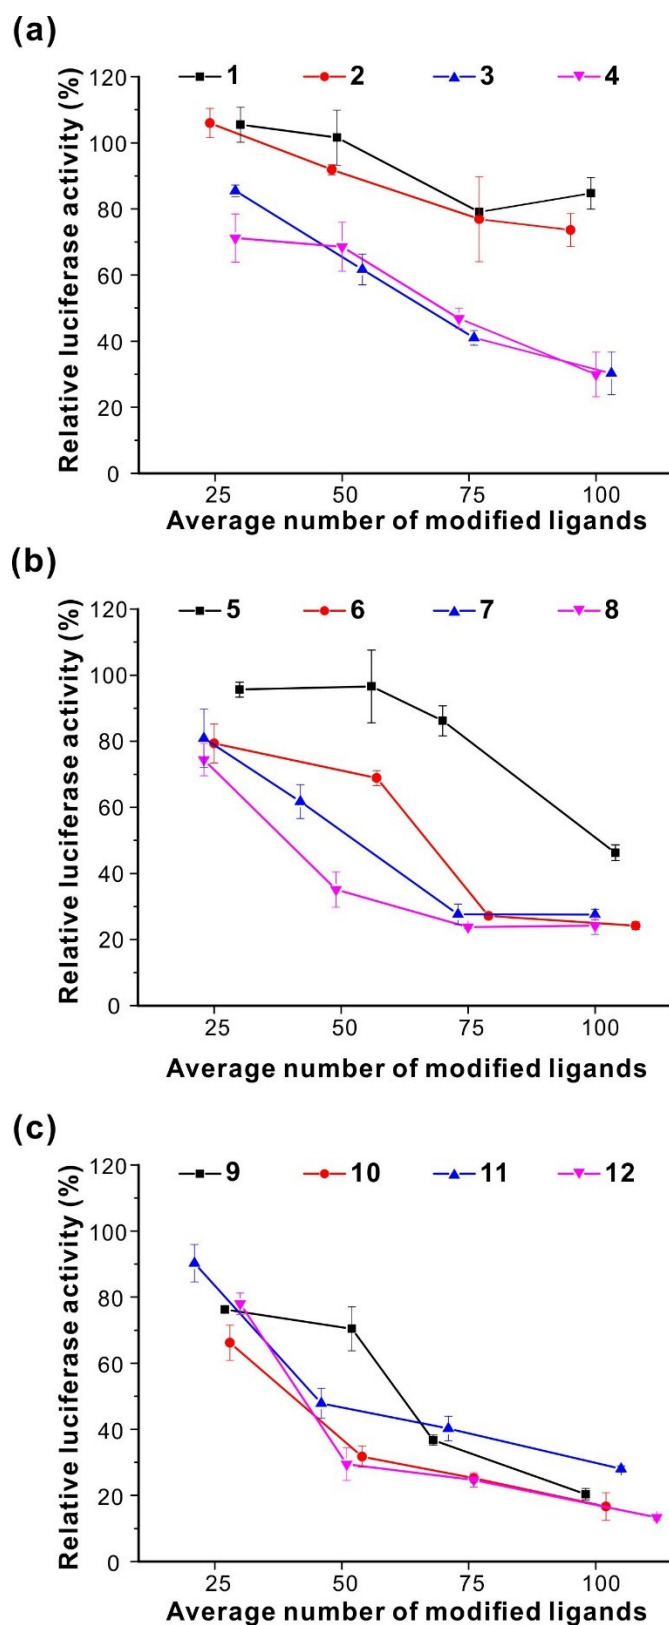 (a)
1 2 3 4
Relative luciferase activity (%)
120
100
80
60
40
20
0
25 50 75 100
Average number of modified ligands
(b)
5 6 7 8
Relative luciferase activity (%)
120
100
80
60
40
20
0
25 50 75 100
Average number of modified ligands
(c)
9 10 11 12
Relative luciferase activity (%)
120
100
80
60
40
20
0
25 50 75 100
Average number of modified ligands